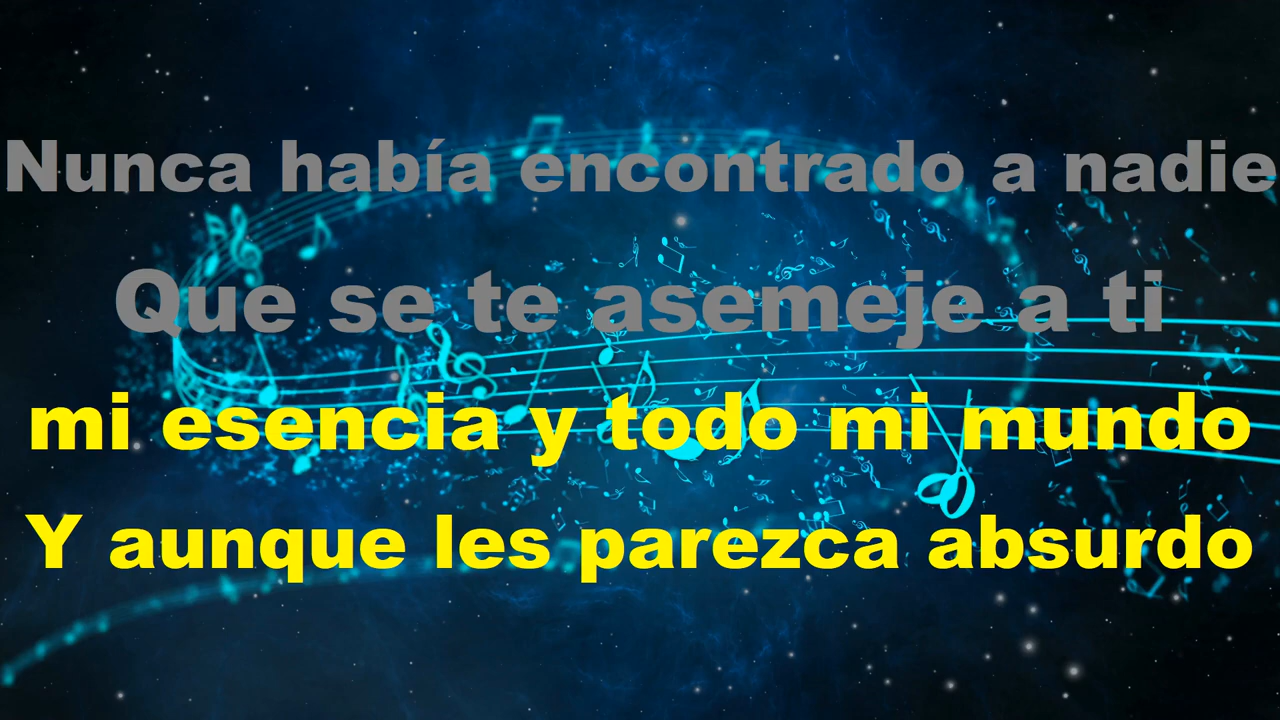 Nunca había encontrado a nadie
Que se te asemeje a ti
mi esencia y todo mi mundo
Y aunque les parezca absurdo